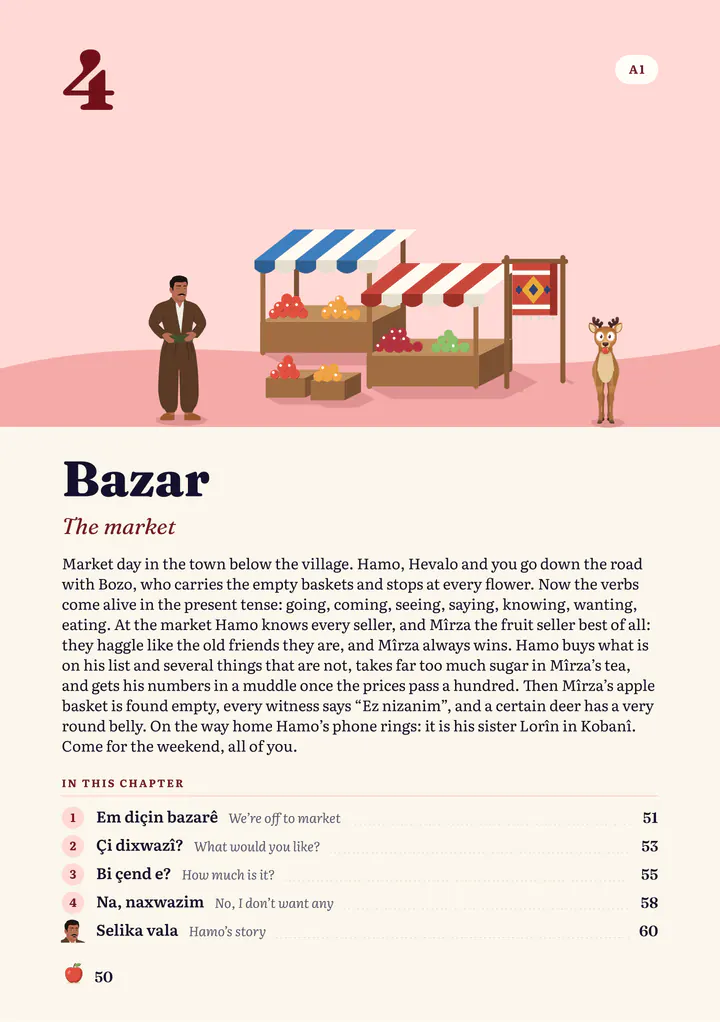 4
A1
Bazar
The market
Market day in the town below the village. Hamo, Hevalo and you go down the road
with Bozo, who carries the empty baskets and stops at every flower. Now the verbs
come alive in the present tense: going, coming, seeing, saying, knowing, wanting,
eating. At the market Hamo knows every seller, and Mîrza the fruit seller best of all:
they haggle like the old friends they are, and Mîrza always wins. Hamo buys what is
on his list and several things that are not, takes far too much sugar in Mîrza’s tea,
and gets his numbers in a muddle once the prices pass a hundred. Then Mîrza’s apple
basket is found empty, every witness says “Ez nizanim”, and a certain deer has a very
round belly. On the way home Hamo’s phone rings: it is his sister Lorîn in Kobanî.
Come for the weekend, all of you.
IN THIS CHAPTER
1 Em diçin bazarê We’re off to market 51
2 Çi dixwazî? What would you like? 53
3 Bi çend e? How much is it? 55
4 Na, naxwazim No, I don’t want any 58
Selika vala Hamo’s story 60
50